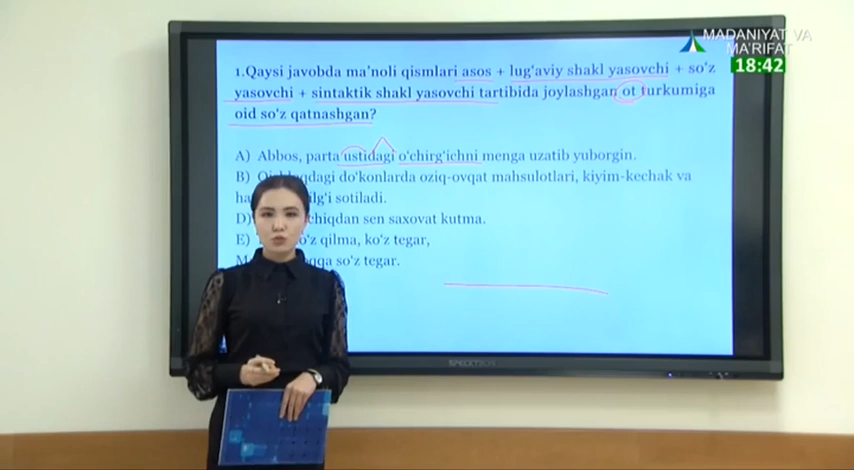 MADANIYAT VA
MA'RIFAT
18:42
1.Qaysi javobda ma'noli qismlari asos + lug'aviy shakl yasovchi + so'z
yasovchi + sintaktik shakl yasovchi tartibida joylashgan ot turkumiga
oid so'z qatnashgan?
A) Abbos, parta ustidagi o'chirg'ichni menga uzatib yuborgin.
B) do'konlarda oziq-ovqat mahsulotlari, kiyim-kechak va
sotiladi.
D) sen saxovat kutma.
E) qilma, ko'z tegar,
so'z tegar.
SPECKTRON